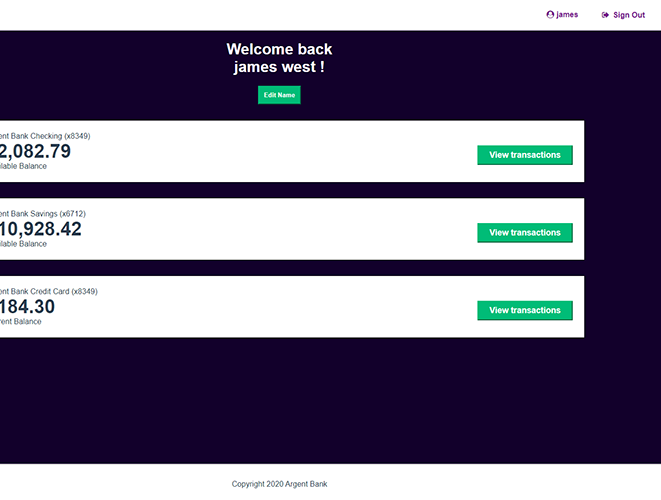 james
Sign Out
Welcome back
james west !
Edit Name
ent Bank Checking (x8349)
2,082.79
ilable Balance
View transactions
ent Bank Savings (x6712)
10,928.42
ilable Balance
View transactions
ent Bank Credit Card (x8349)
184.30
rent Balance
View transactions
Copyright 2020 Argent Bank